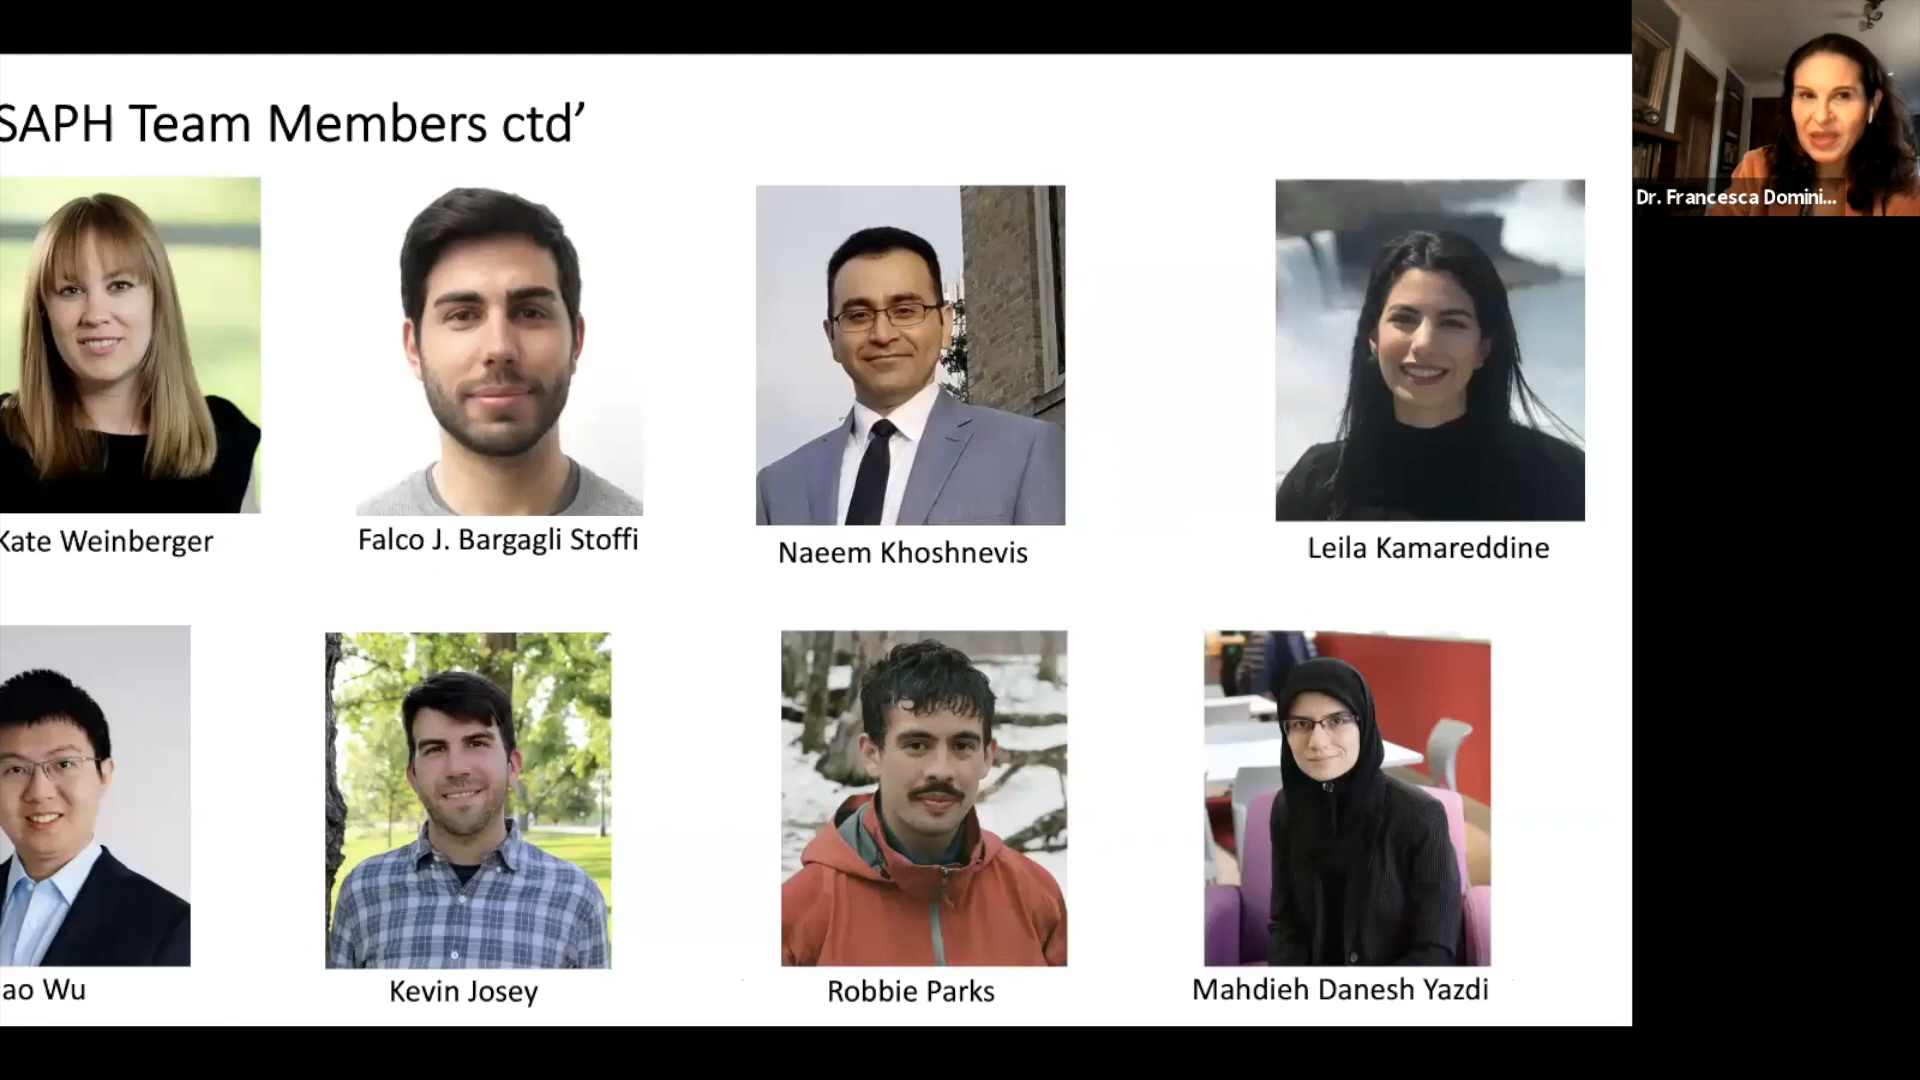 SAPH Team Members ctd’
Dr. Francesca Domini...
Kate Weinberger
Falco J. Bargagli Stoffi
Naeem Khoshnevis
Leila Kamareddine
ao Wu
Kevin Josey
Robbie Parks
Mahdieh Danesh Yazdi